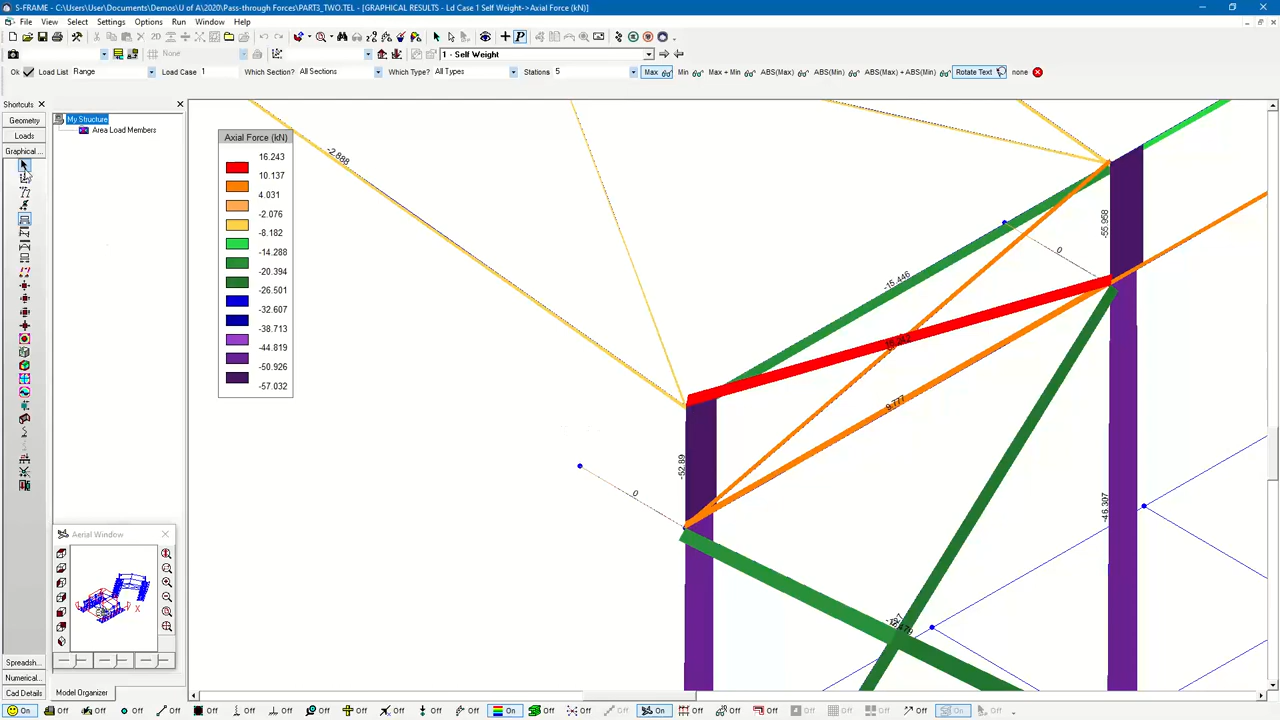 S-FRAME - C:\Users\User\Documents\Demos\U of A\2020\Pass-through Forces\PART3_TWO.TEL - [GRAPHICAL RESULTS - Ld Case 1 Self Weight->Axial Force (kN)]
File View Select Settings Options Run Window Help
None 1 - Self Weight
Ok Load List Range Load Case 1 Which Section? All Sections Which Type? All Types Stations 5 Max Min Max + Min ABS(Max) ABS(Min) ABS(Max) + ABS(Min) Rotate Text none
Shortcuts
Geometry
Loads
Graphical...
My Structure
Area Load Members
Axial Force (kN)
16.243
10.137
4.031
-2.076
-8.182
-14.288
-20.394
-26.501
-32.607
-38.713
-44.819
-50.926
-57.032
-2.888
-55.958
0
-15.446
9.777
-52.89
0
-46.307
Aerial Window
X
Spreadsh...
Numerical...
Cad Details
Model Organizer
On Off Off Off Off Off Off Off Off Off Off Off Off On Off Off Off On Off Off Off Off Off Off On Off